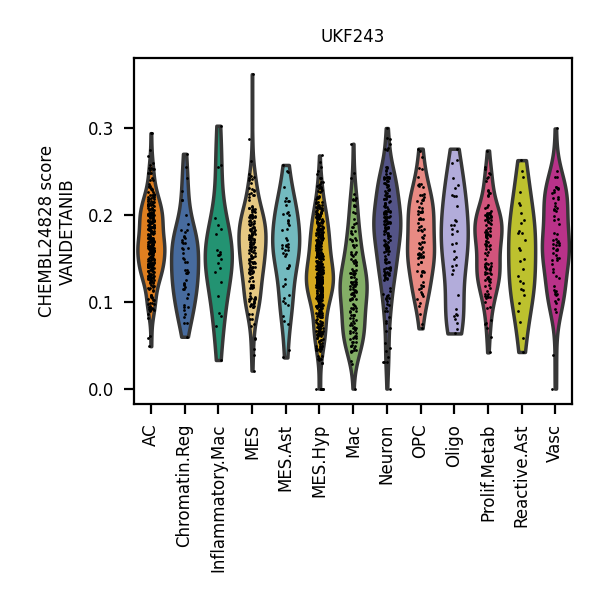 UKF243
CHEMBL24828 score
VANDETANIB
0.3
0.2
0.1
0.0
AC
Chromatin.Reg
Inflammatory.Mac
MES
MES.Ast
MES.Hyp
Mac
Neuron
OPC
Oligo
Prolif.Metab
Reactive.Ast
Vasc